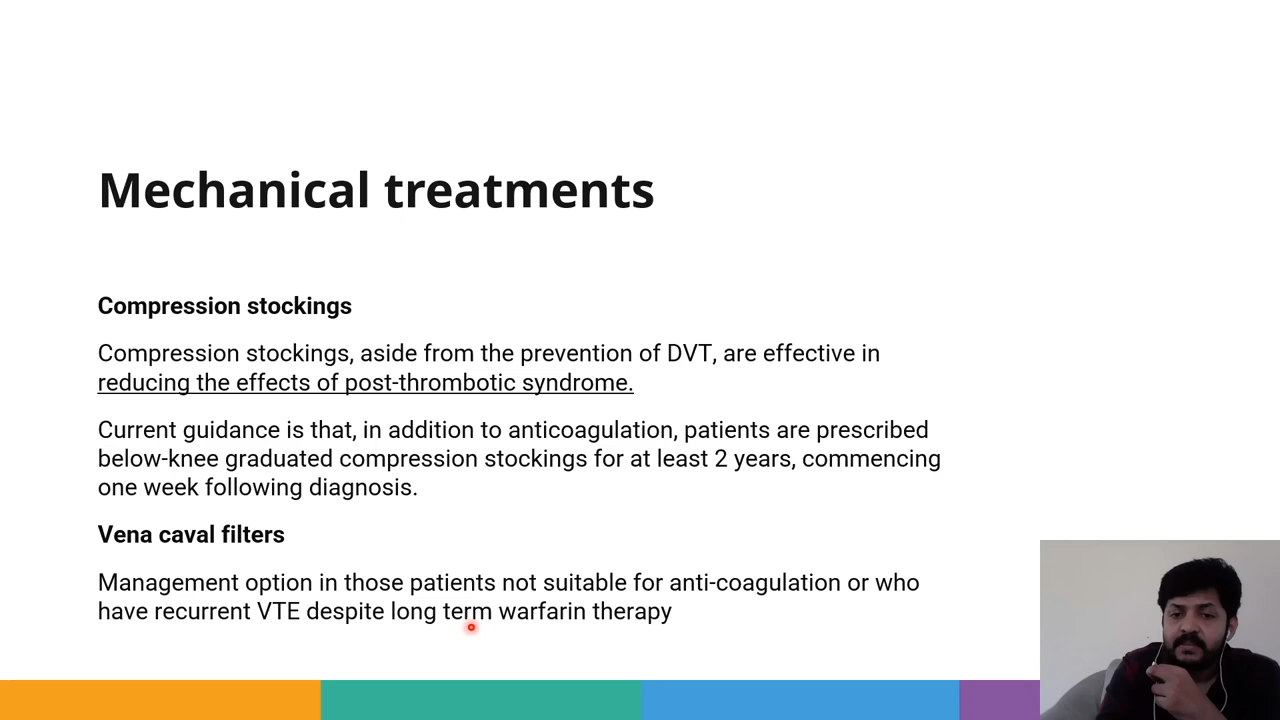 Mechanical treatments
Compression stockings
Compression stockings, aside from the prevention of DVT, are effective in
reducing the effects of post-thrombotic syndrome.
Current guidance is that, in addition to anticoagulation, patients are prescribed
below-knee graduated compression stockings for at least 2 years, commencing
one week following diagnosis.
Vena caval filters
Management option in those patients not suitable for anti-coagulation or who
have recurrent VTE despite long term warfarin therapy